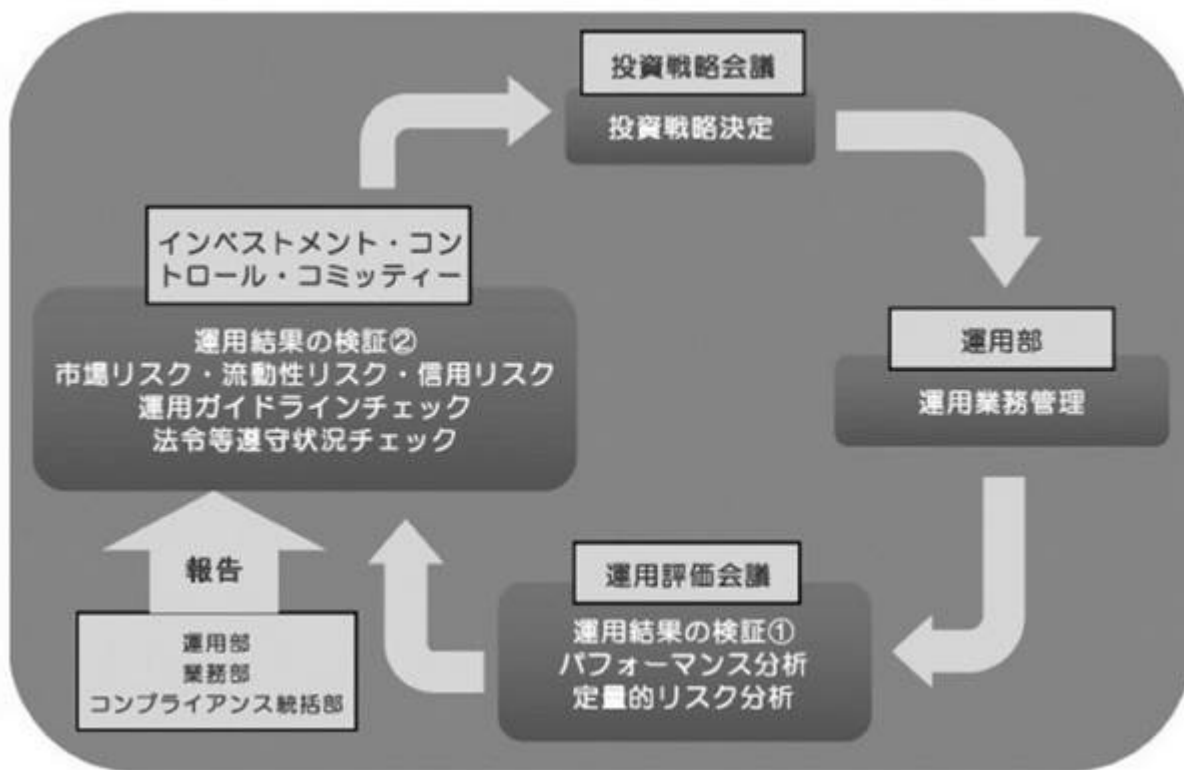 投資戦略会議
投資戦略決定
インベストメント・コン
トロール・コミッティー
運用結果の検証②
市場リスク・流動性リスク・信用リスク
運用ガイドラインチェック
法令等遵守状況チェック
運用部
運用業務管理
報告
運用部
業務部
コンプライアンス統括部
運用評価会議
運用結果の検証①
パフォーマンス分析
定量的リスク分析